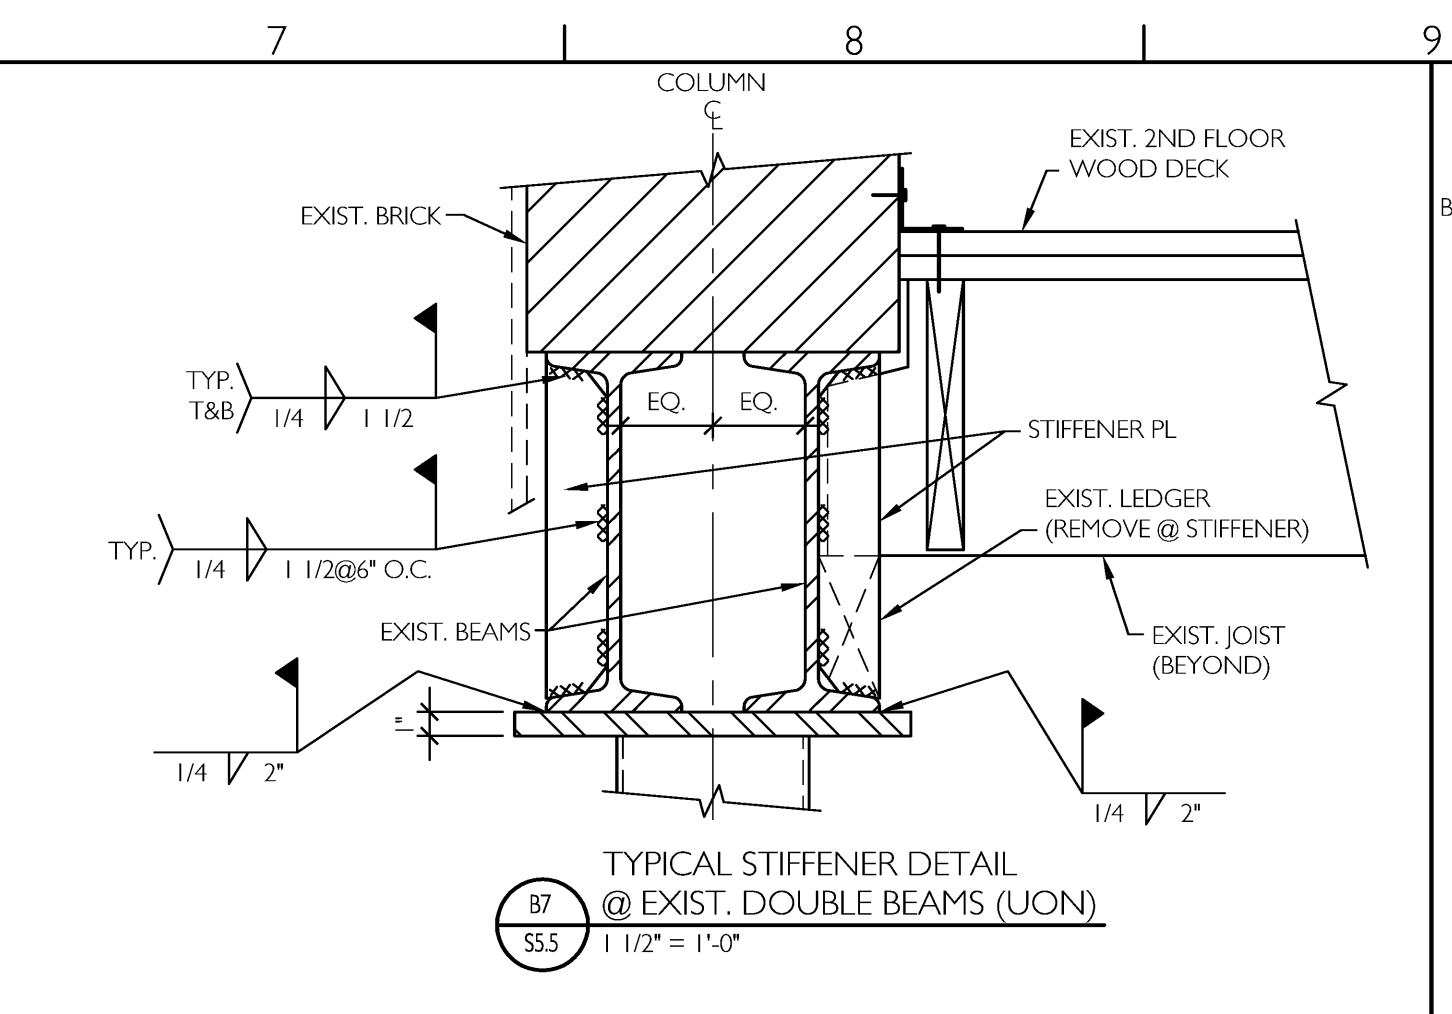 7
8
9
COLUMN
℄
EXIST. 2ND FLOOR
WOOD DECK
B
EXIST. BRICK
TYP.
T&B
1/4
1 1/2
EQ.
EQ.
STIFFENER PL
EXIST. LEDGER
(REMOVE @ STIFFENER)
TYP.
1/4
1 1/2@6" O.C.
EXIST. BEAMS
EXIST. JOIST
(BEYOND)
1"
1/4
2"
1/4
2"
TYPICAL STIFFENER DETAIL
@ EXIST. DOUBLE BEAMS (UON)
B7
S5.5
1 1/2" = 1'-0"